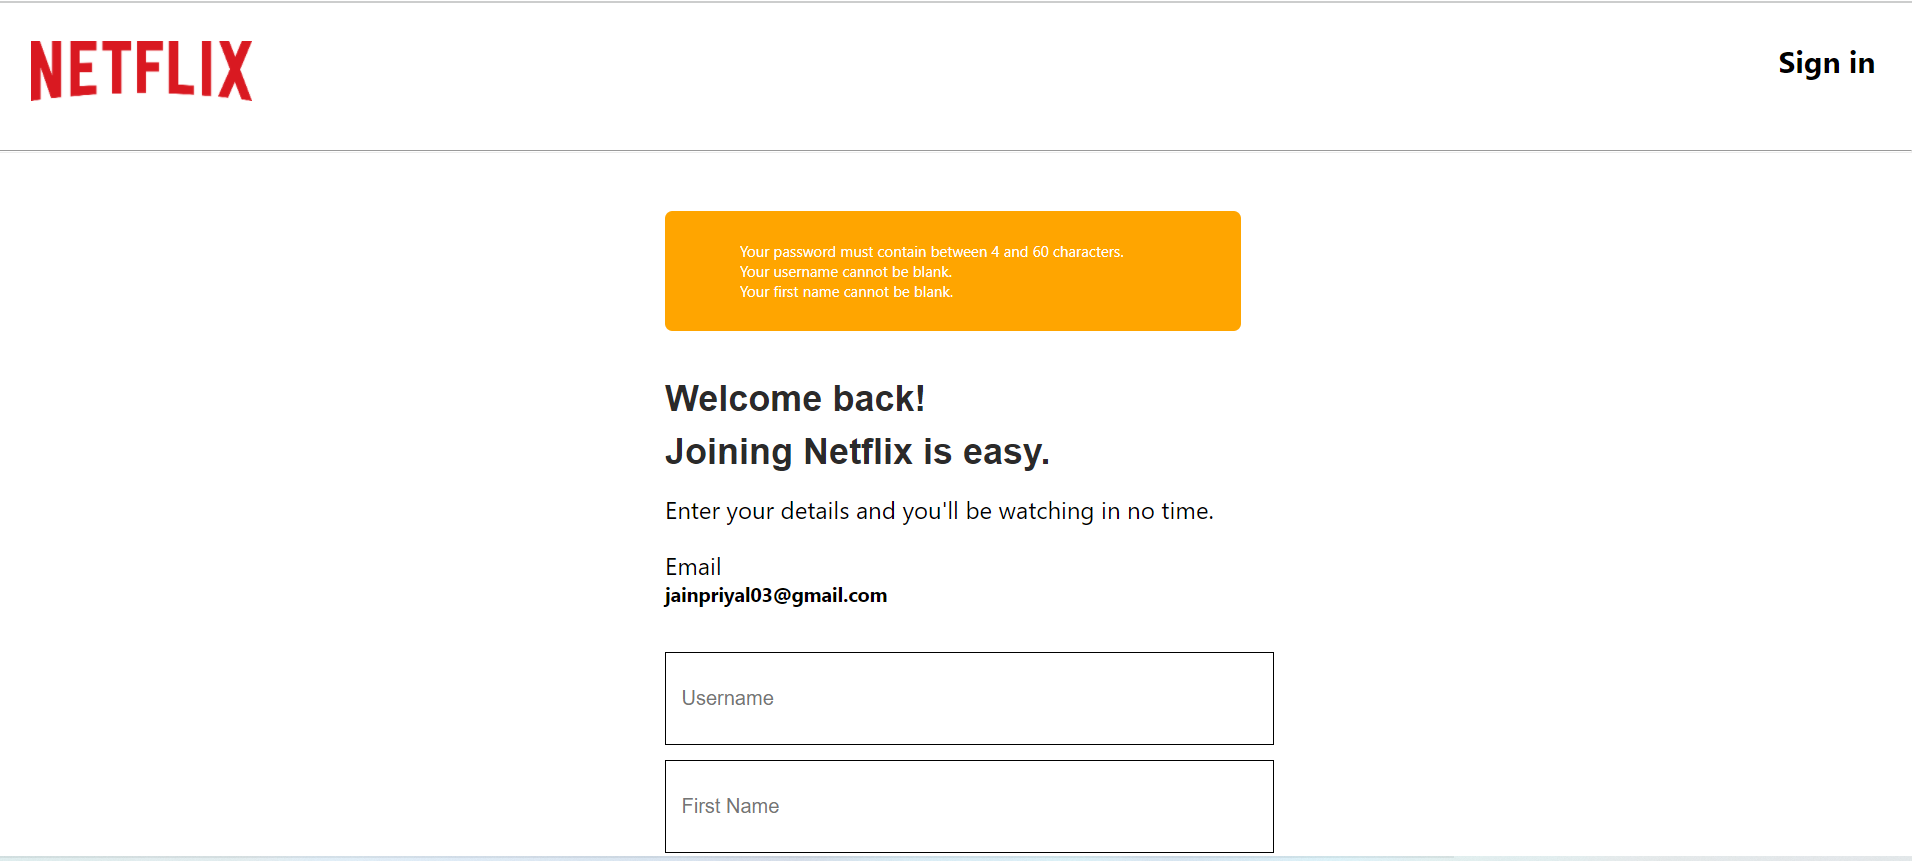 NETFLIX
Sign in
Your password must contain between 4 and 60 characters.
Your username cannot be blank.
Your first name cannot be blank.
Welcome back!
Joining Netflix is easy.
Enter your details and you'll be watching in no time.
Email
jainpriyal03@gmail.com
Username
First Name